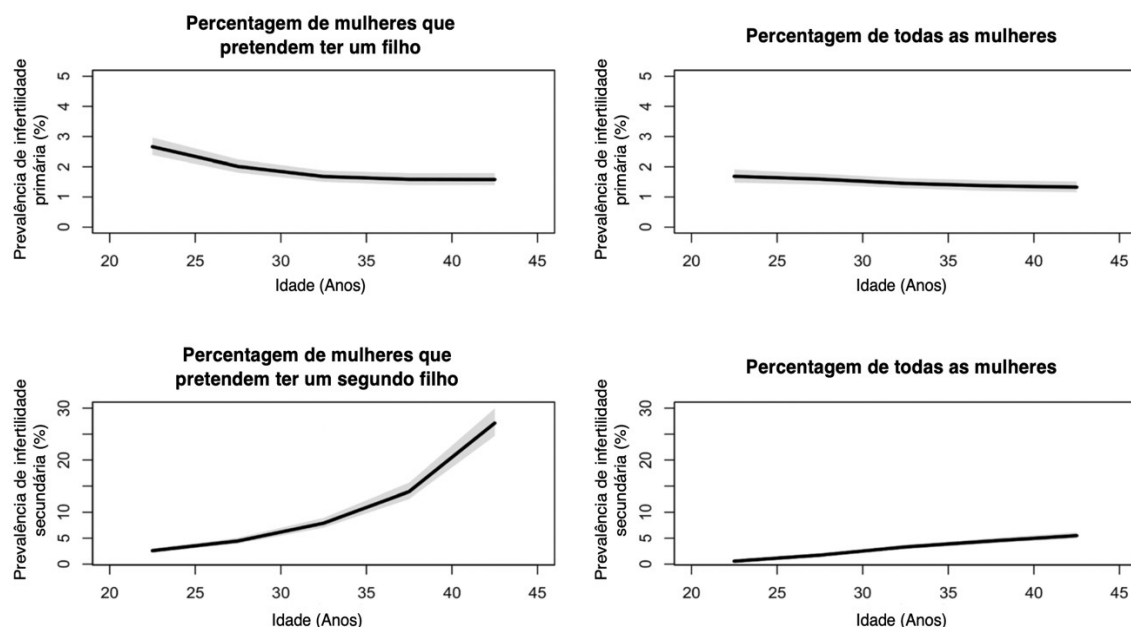 Percentagem de mulheres que
pretendem ter um filho
Prevalência de infertilidade
primária (%)
5
4
3
2
1
0
20 25 30 35 40 45
Idade (Anos)
Percentagem de todas as mulheres
Prevalência de infertilidade
primária (%)
5
4
3
2
1
0
20 25 30 35 40 45
Idade (Anos)
Percentagem de mulheres que
pretendem ter um segundo filho
Prevalência de infertilidade
secundária (%)
30
20
10
5
0
20 25 30 35 40 45
Idade (Anos)
Percentagem de todas as mulheres
Prevalência de infertilidade
secundária (%)
30
20
10
5
0
20 25 30 35 40 45
Idade (Anos)